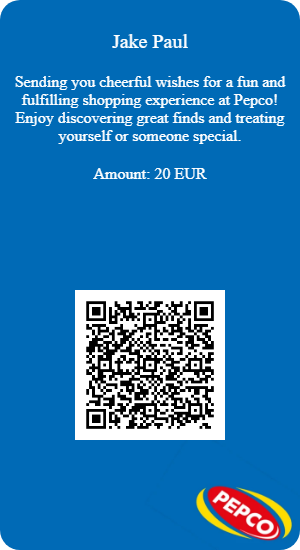 Jake Paul
Sending you cheerful wishes for a fun and
fulfilling shopping experience at Pepco!
Enjoy discovering great finds and treating
yourself or someone special.
Amount: 20 EUR
PEPCO